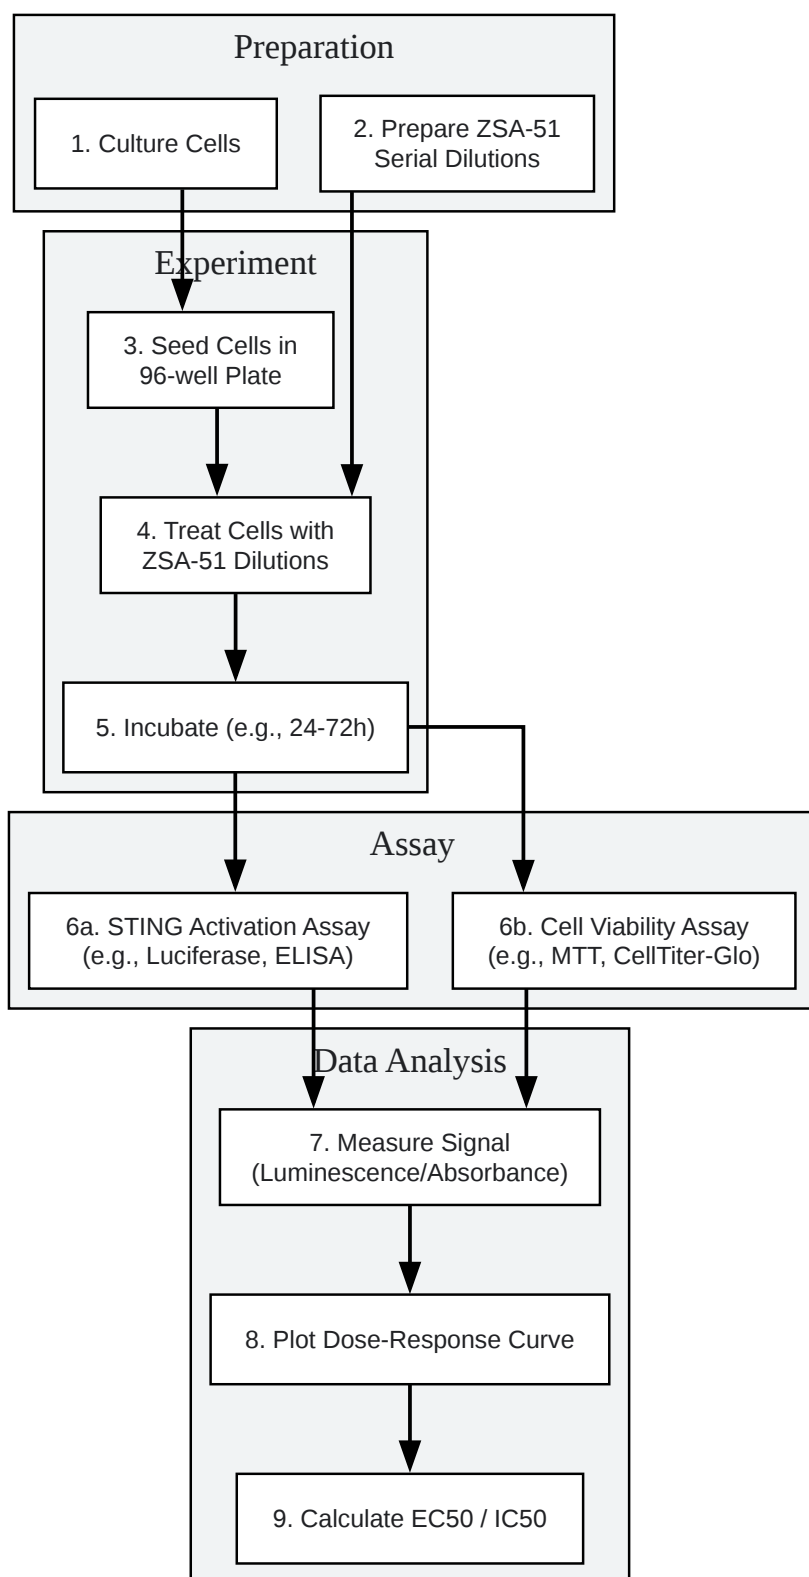 Preparation
1. Culture Cells
2. Prepare ZSA-51
Serial Dilutions
Experiment
3. Seed Cells in
96-well Plate
4. Treat Cells with
ZSA-51 Dilutions
5. Incubate (e.g., 24-72h)
Assay
6a. STING Activation Assay
(e.g., Luciferase, ELISA)
6b. Cell Viability Assay
(e.g., MTT, CellTiter-Glo)
Data Analysis
7. Measure Signal
(Luminescence/Absorbance)
8. Plot Dose-Response Curve
9. Calculate EC50 / IC50